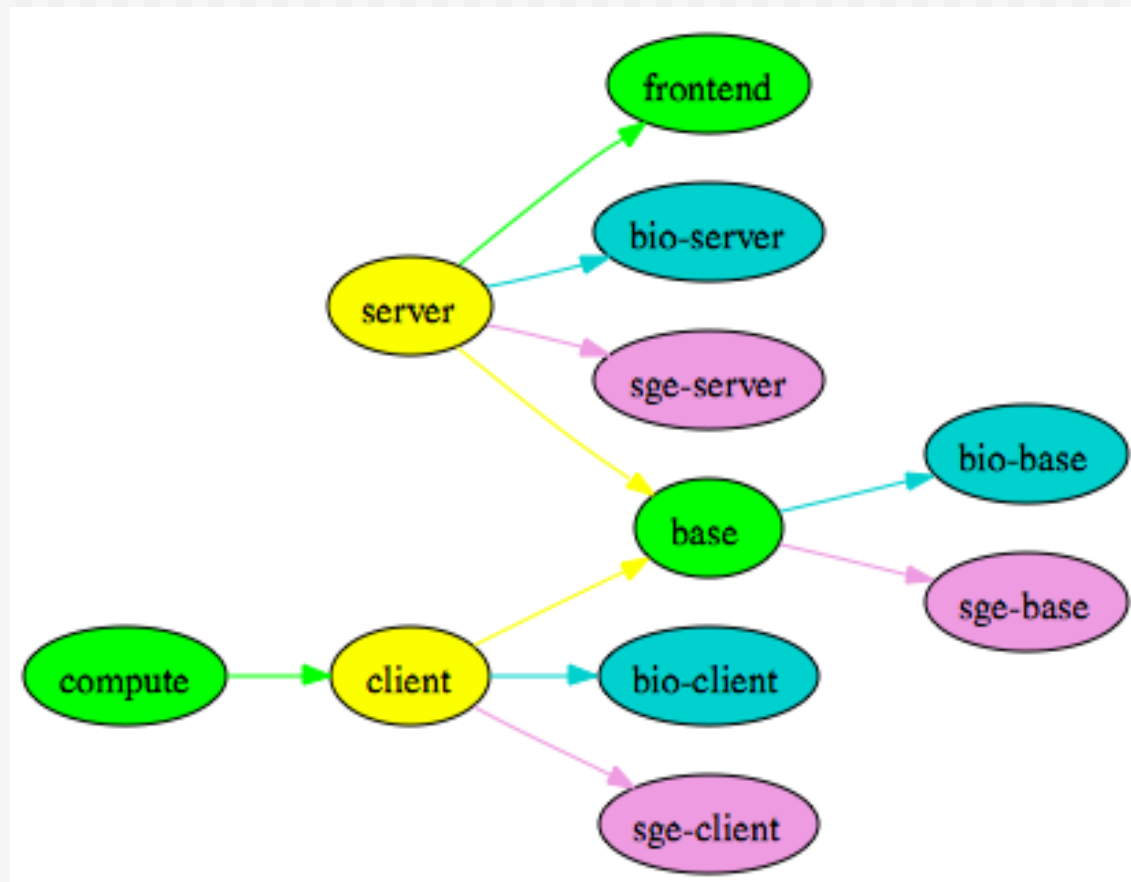 frontend
bio-server
server
sge-server
bio-base
base
sge-base
compute
client
bio-client
sge-client